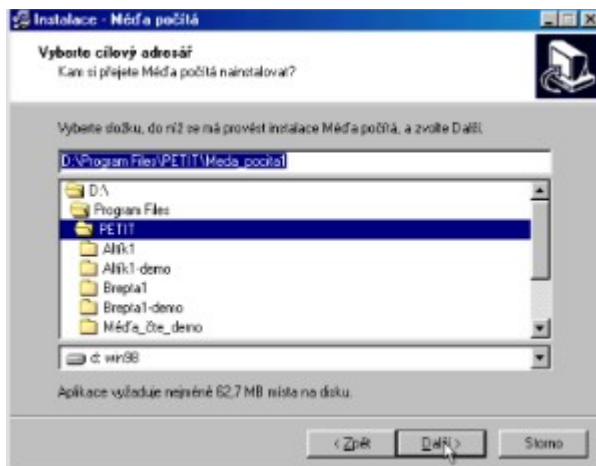 Instalace - Méďa počítá
Vyberte cílový adresář
Kam si přejete Méďa počítá nainstalovat?
Vyberte složku, do níž se má provést instalace Méďa počítá, a zvolte Další.
D:\Program Files\PETIT\Meda_pocita1
D:\
Program Files
PETIT
Altík1
Altík1-demo
Brepta1
Brepta1-demo
Méďa_čte_demo
d: win98
Aplikace vyžaduje nejméně 62,7 MB místa na disku.
< Zpět
Další >
Storno